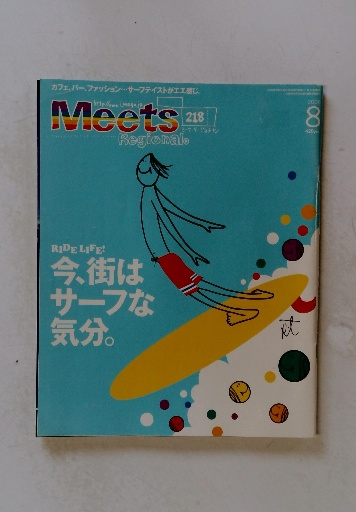 カフェ、バー、ファッション…サーフテイストがエエ感じ。
Meets
218
Regional
8
RIDE LIFE!
今、街は
サーフな
気分。